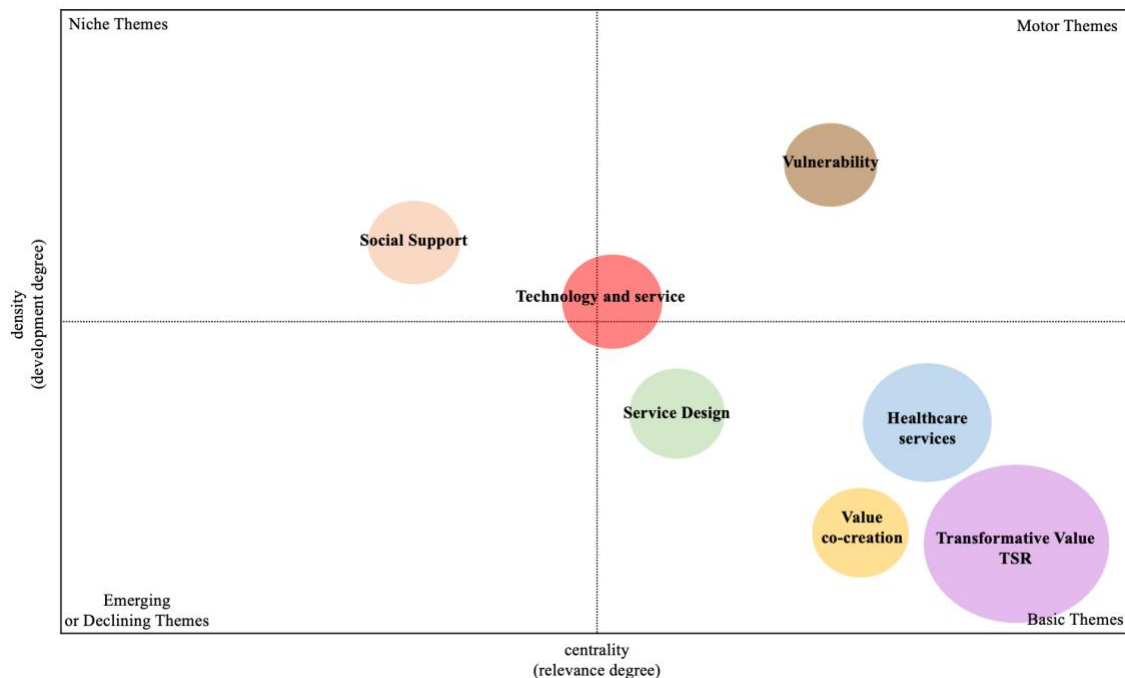 Niche Themes
Motor Themes
Vulnerability
Social Support
Technology and service
density
(development degree)
Service Design
Healthcare
services
Value
co-creation
Transformative Value
TSR
Emerging
or Declining Themes
Basic Themes
centrality
(relevance degree)